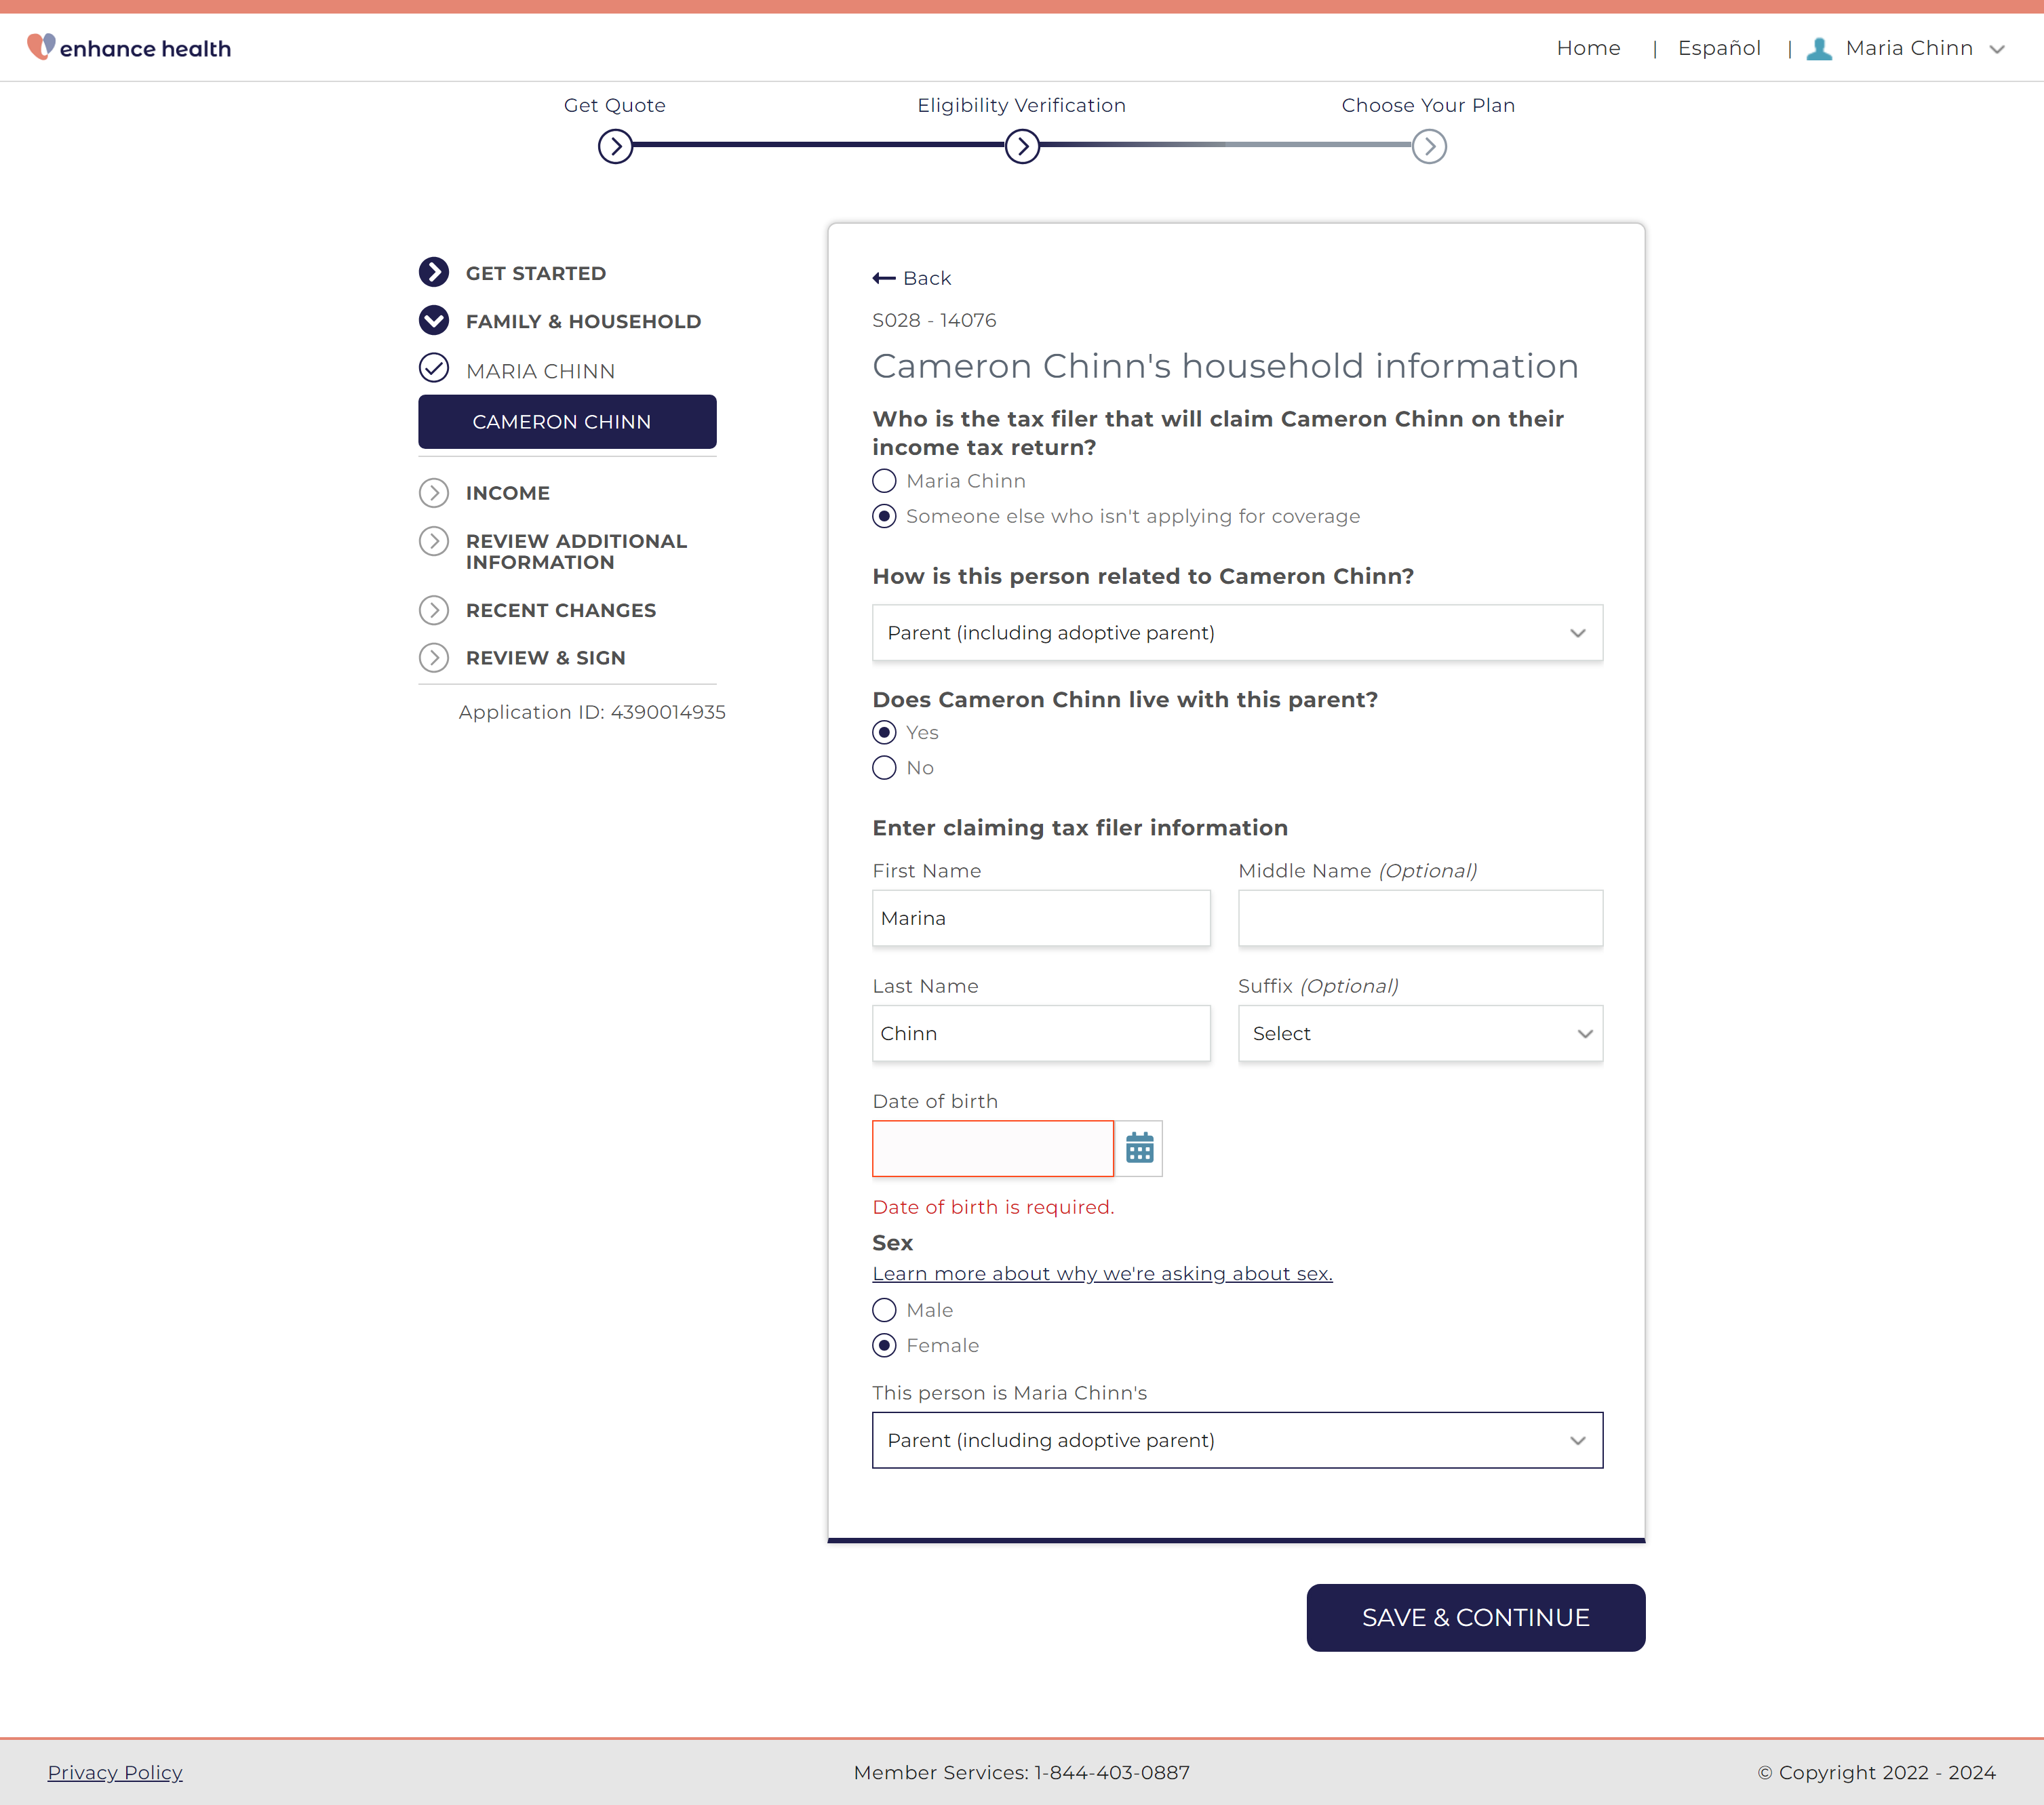 enhance health
Home | Español | Maria Chinn
Get Quote
Eligibility Verification
Choose Your Plan
GET STARTED
FAMILY & HOUSEHOLD
MARIA CHINN
CAMERON CHINN
INCOME
REVIEW ADDITIONAL
INFORMATION
RECENT CHANGES
REVIEW & SIGN
Application ID: 4390014935
Back
S028 - 14076
Cameron Chinn's household information
Who is the tax filer that will claim Cameron Chinn on their
income tax return?
Maria Chinn
Someone else who isn't applying for coverage
How is this person related to Cameron Chinn?
Parent (including adoptive parent)
Does Cameron Chinn live with this parent?
Yes
No
Enter claiming tax filer information
First Name
Middle Name (Optional)
Marina
Last Name
Suffix (Optional)
Chinn
Select
Date of birth
Date of birth is required.
Sex
Learn more about why we're asking about sex.
Male
Female
This person is Maria Chinn's
Parent (including adoptive parent)
SAVE & CONTINUE
Privacy Policy
Member Services: 1-844-403-0887
© Copyright 2022 - 2024